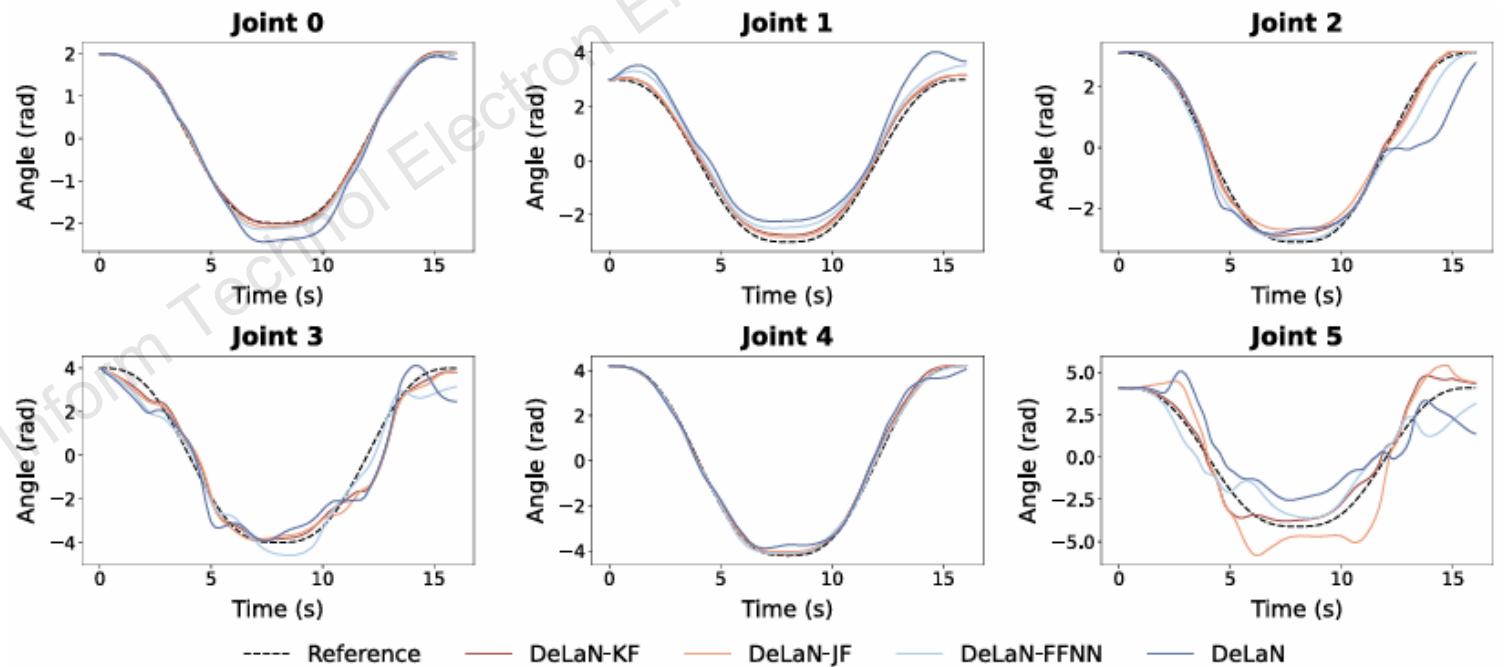 Joint 0 Joint 1 Joint 2
Angle (rad) 2 1 0 −1 −2
Angle (rad) 4 2 0 −2
Angle (rad) 2 0 −2
0 5 10 15 0 5 10 15 0 5 10 15
Time (s) Time (s) Time (s)
Joint 3 Joint 4 Joint 5
Angle (rad) 4 2 0 −2 −4
Angle (rad) 4 2 0 −2 −4
Angle (rad) 5.0 2.5 0.0 −2.5 −5.0
0 5 10 15 0 5 10 15 0 5 10 15
Time (s) Time (s) Time (s)
Reference DeLaN-KF DeLaN-JF DeLaN-FFNN DeLaN
Inform Technol Electron